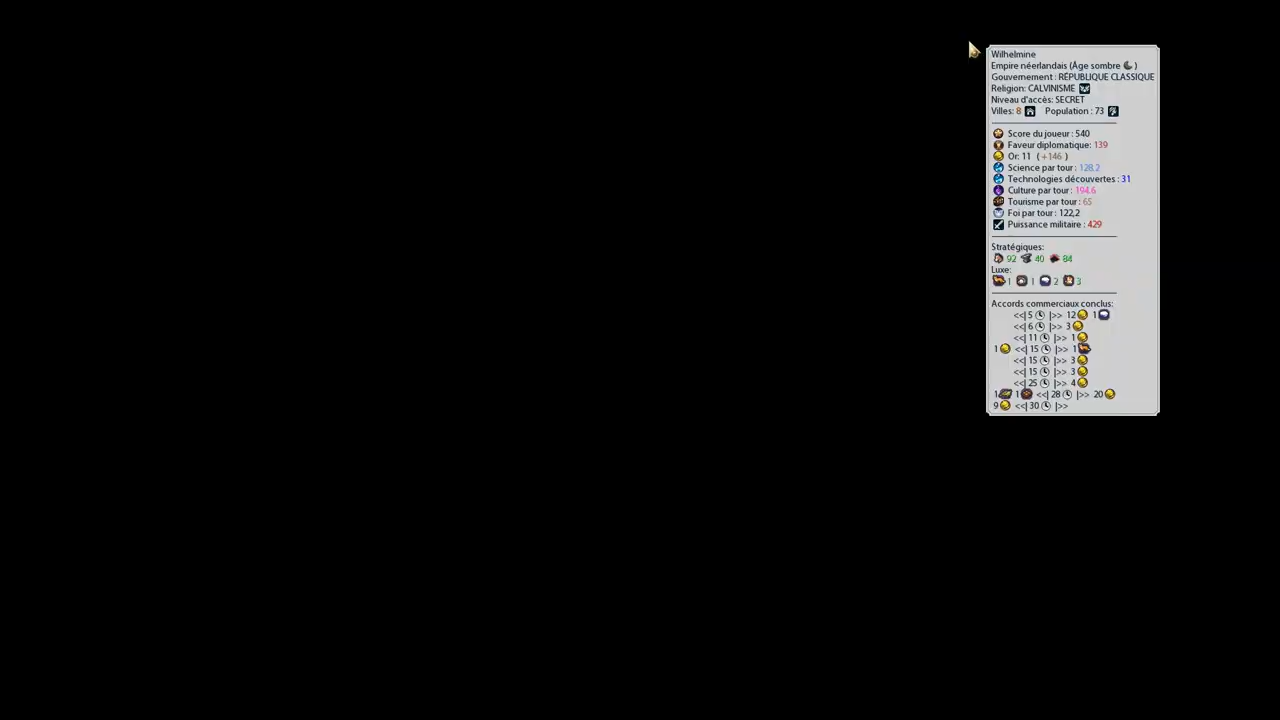 Wilhelmine
Empire néerlandais (Âge sombre )
Gouvernement : RÉPUBLIQUE CLASSIQUE
Religion: CALVINISME
Niveau d'accès: SECRET
Villes: 8 Population : 73
Score du joueur : 540
Faveur diplomatique: 139
Or: 11 (+146 )
Science par tour : 128,2
Technologies découvertes : 31
Culture par tour : 194,6
Tourisme par tour : 65
Foi par tour : 122,2
Puissance militaire : 429
Stratégiques:
92 40 84
Luxe:
1 1 2 3
Accords commerciaux conclus:
<<| 5 |>> 12 1
<<| 6 |>> 3
<<| 11 |>> 1
1 <<| 15 |>> 1
<<| 15 |>> 3
<<| 15 |>> 3
<<| 25 |>> 4
1 1 <<| 28 |>> 20
9 <<| 30 |>>